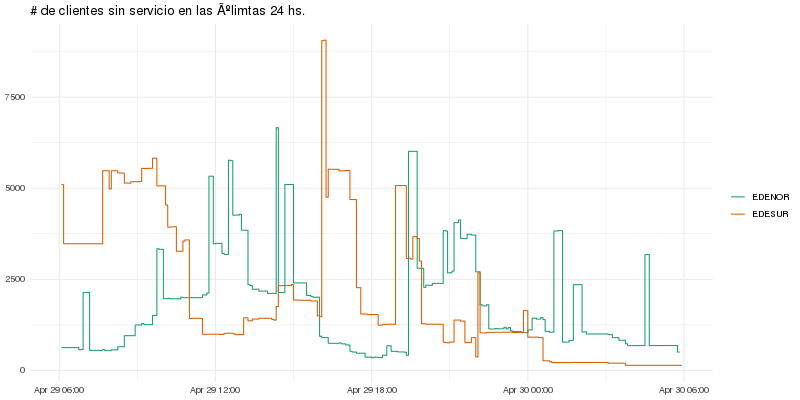 # de clientes sin servicio en las Ãºlimtas 24 hs.
7500
5000
2500
0
Apr 29 06:00
Apr 29 12:00
Apr 29 18:00
Apr 30 00:00
Apr 30 06:00
EDENOR
EDESUR